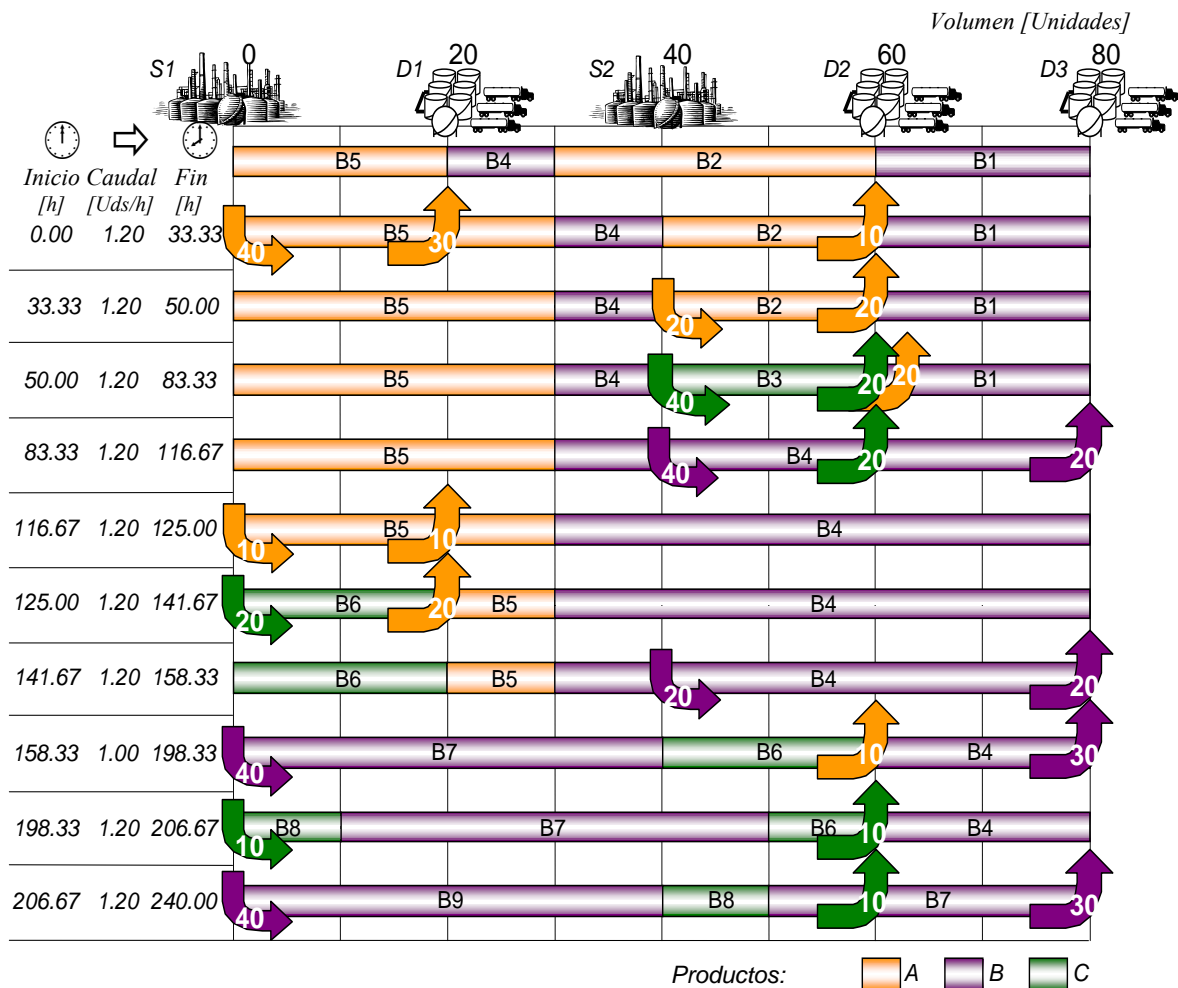 Volumen [Unidades]
0 20 40 60 80
S1 D1 S2 D2 D3
B5 B4 B2 B1
Inicio Caudal Fin
[h] [Uds/h] [h]
0.00 1.20 33.33 40 B5 30 B4 B2 10 B1
33.33 1.20 50.00 B5 B4 20 B2 20 B1
50.00 1.20 83.33 B5 B4 40 B3 20 20 B1
83.33 1.20 116.67 B5 40 B4 20 20
116.67 1.20 125.00 10 B5 10 B4
125.00 1.20 141.67 20 B6 20 B5 B4
141.67 1.20 158.33 B6 B5 20 B4 20
158.33 1.00 198.33 40 B7 B6 10 B4 30
198.33 1.20 206.67 10 B8 B7 B6 10 B4
206.67 1.20 240.00 40 B9 B8 10 B7 30
Productos: A B C